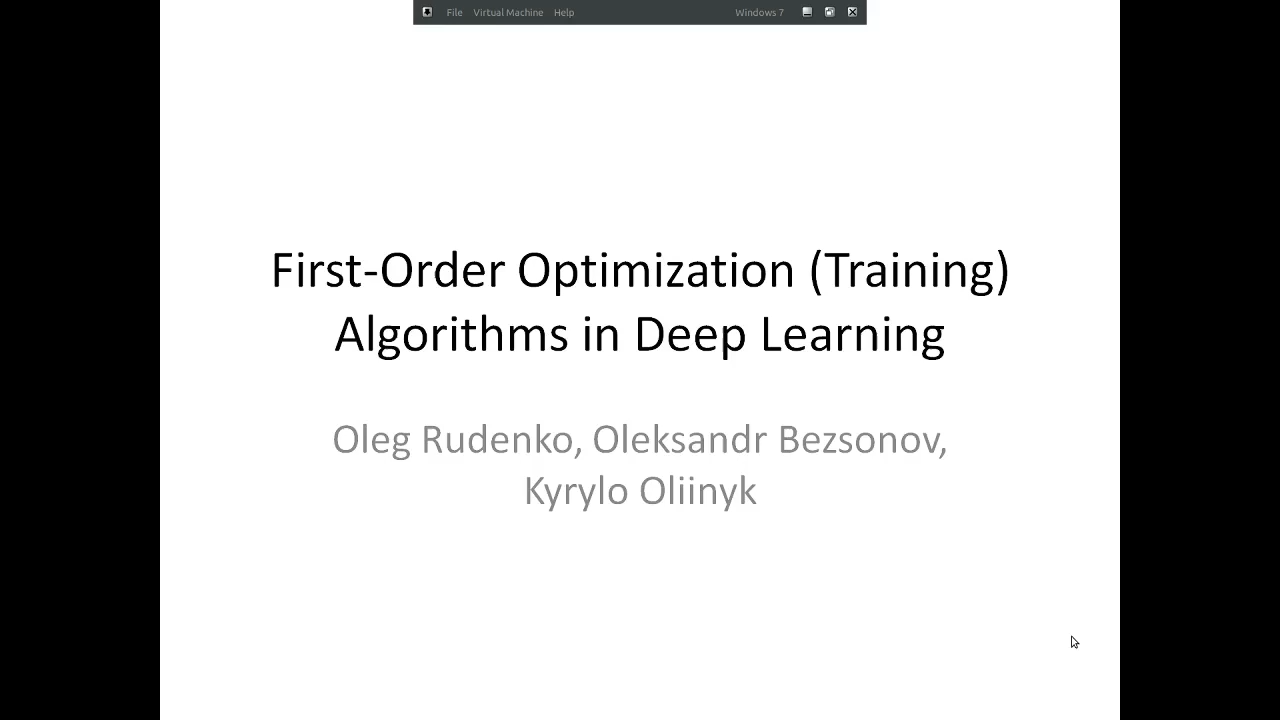 File Virtual Machine Help Windows 7
First-Order Optimization (Training)
Algorithms in Deep Learning
Oleg Rudenko, Oleksandr Bezsonov,
Kyrylo Oliinyk